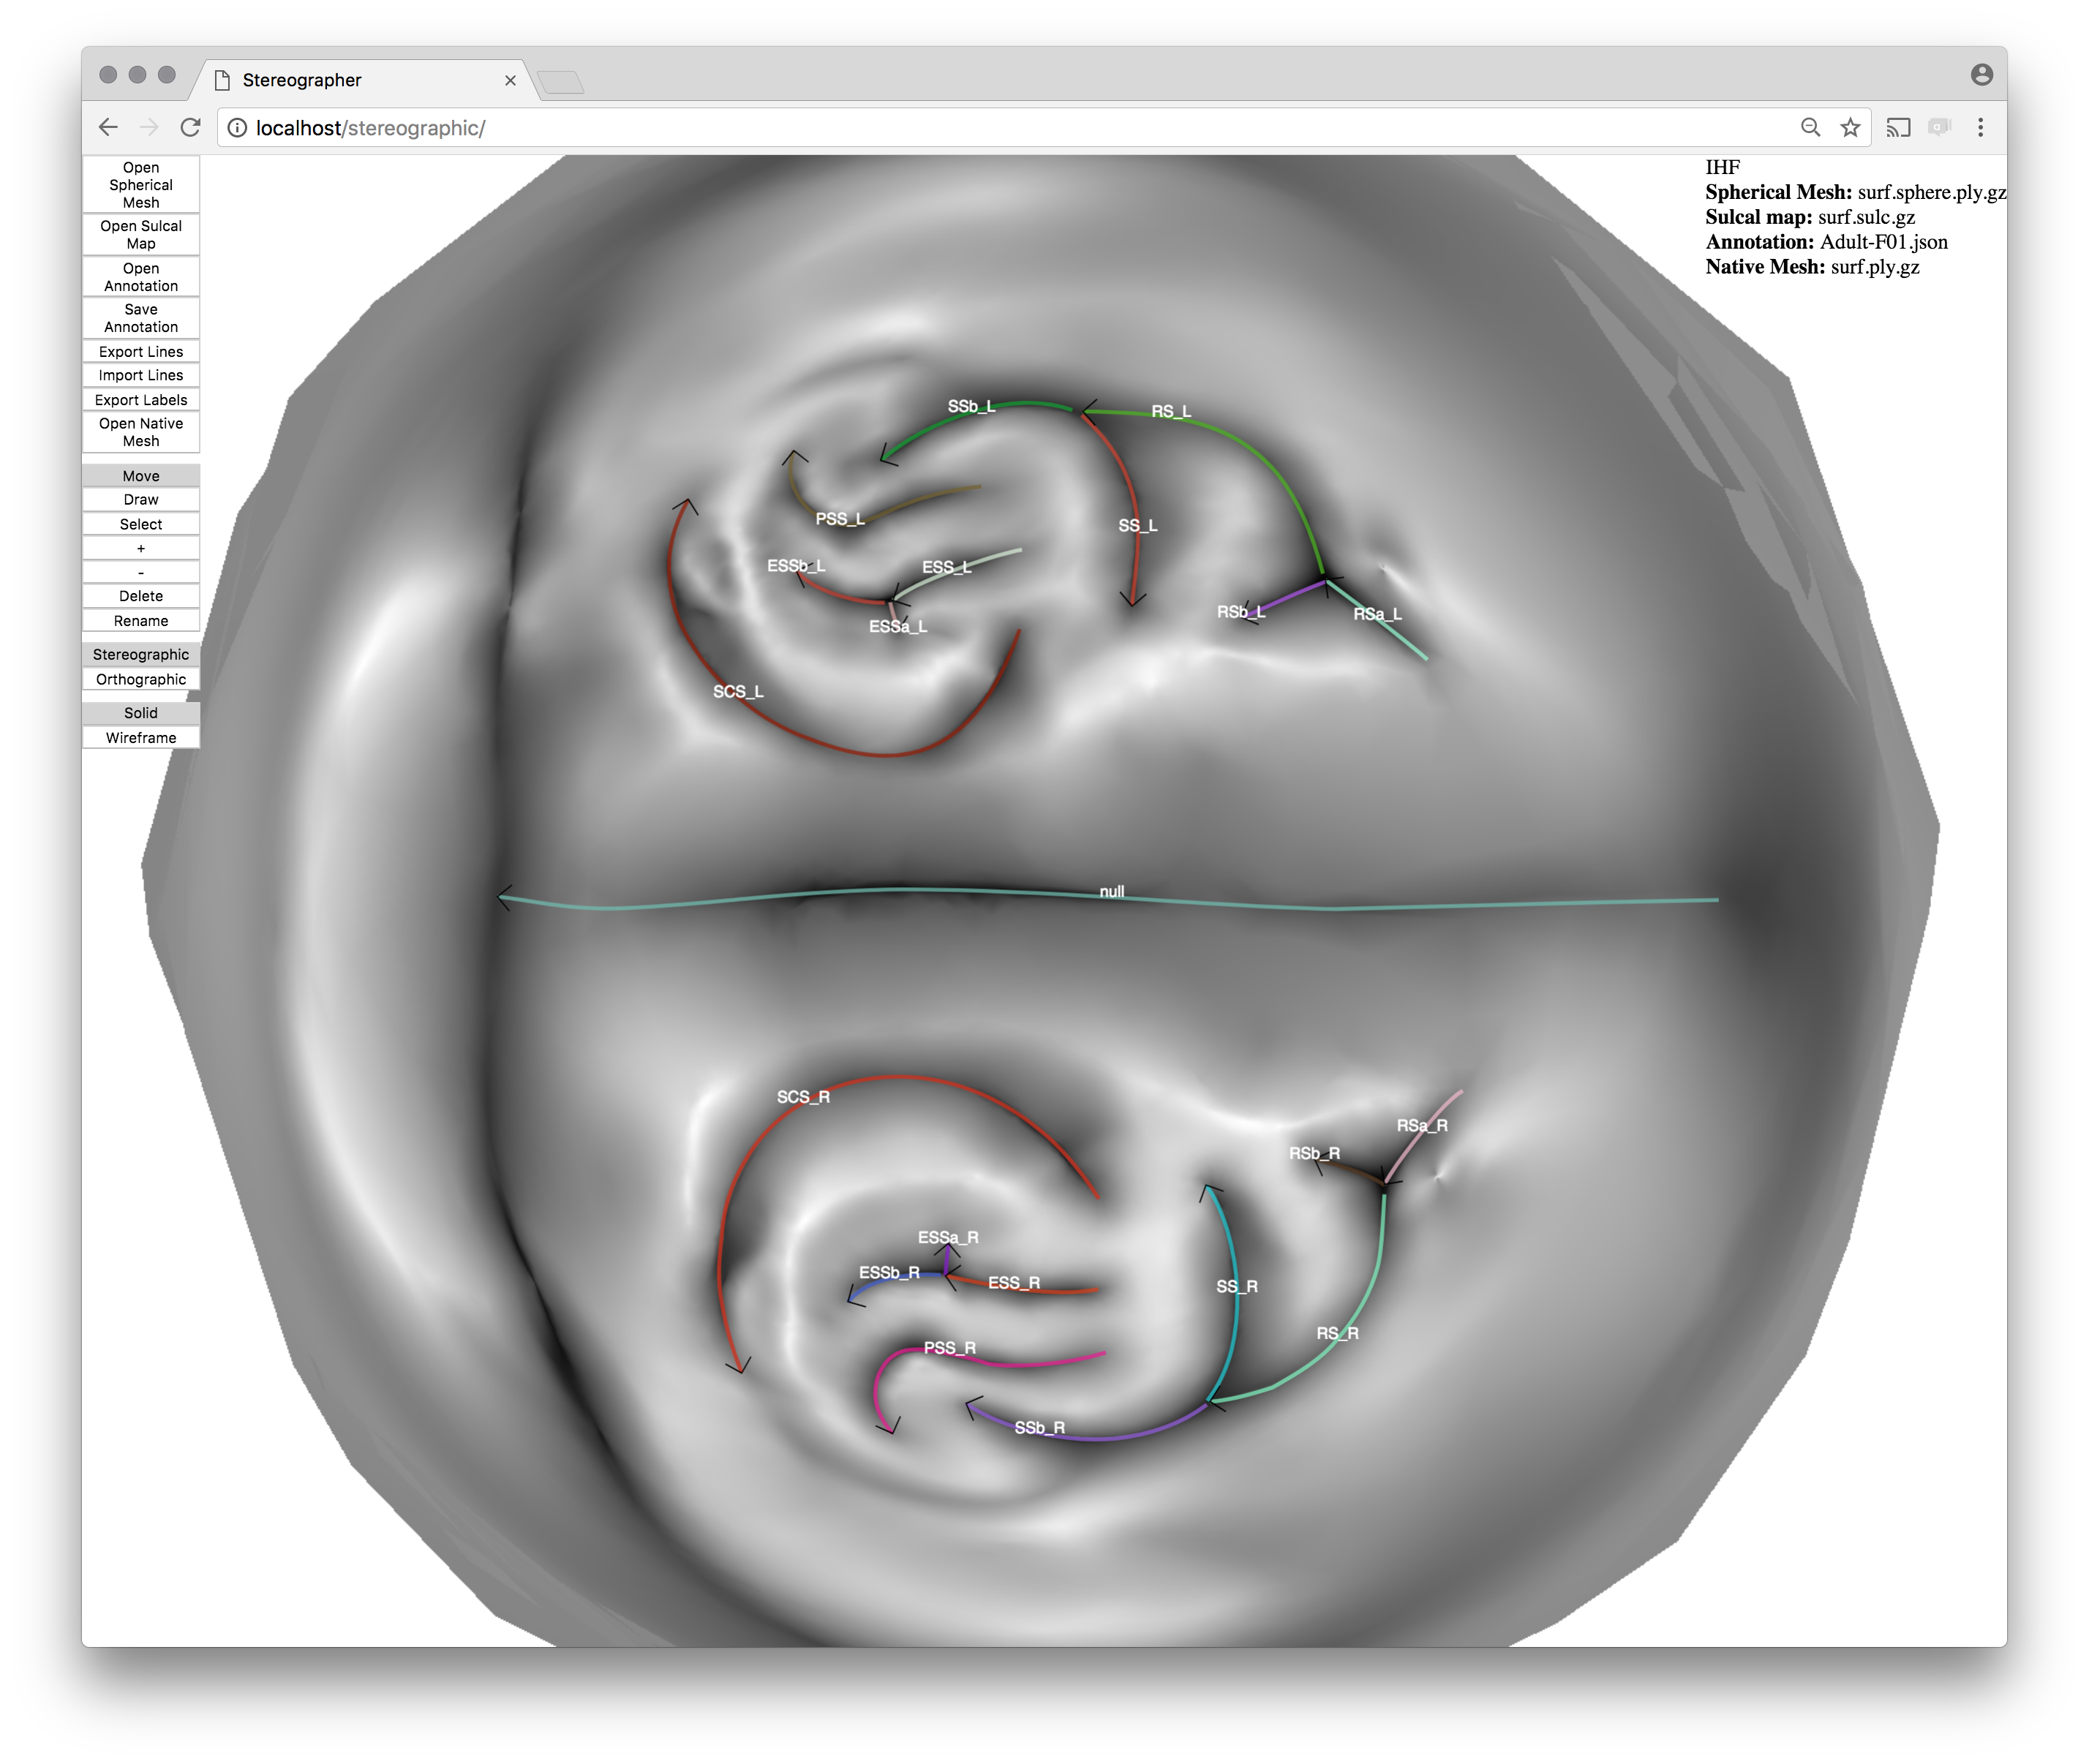 Stereographer
localhost/stereographic/
Open
Spherical
Mesh
Open Sulcal
Map
Open
Annotation
Save
Annotation
Export Lines
Import Lines
Export Labels
Open Native
Mesh
Move
Draw
Select
+
-
Delete
Rename
Stereographic
Orthographic
Solid
Wireframe
IHF
Spherical Mesh: surf.sphere.ply.gz
Sulcal map: surf.sulc.gz
Annotation: Adult-F01.json
Native Mesh: surf.ply.gz
SSb_L
RS_L
PSS_L
SS_L
ESSb_L
ESS_L
RSb_L
RSa_L
ESSa_L
SCS_L
null
SCS_R
RSa_R
RSb_R
ESSa_R
ESSb_R
ESS_R
SS_R
RS_R
PSS_R
SSb_R